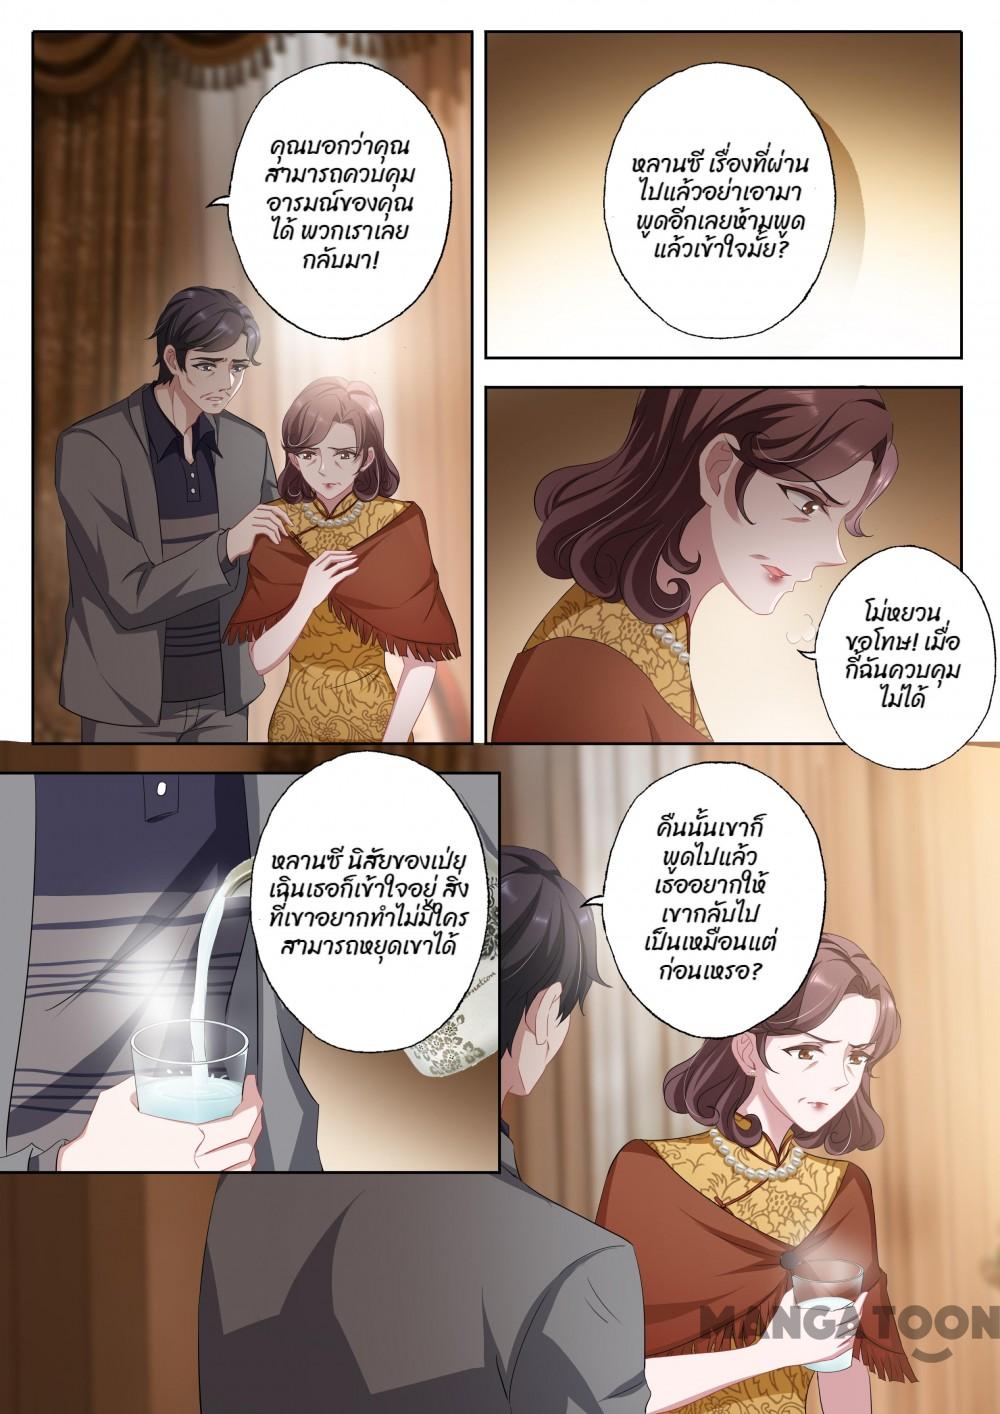 คุณบอกว่าคุณ
สามารถควบคุม
อารมณ์ของคุณ
ได้ พวกเราเลย
กลับมา!
หลานซี เรื่องที่ผ่าน
ไปแล้วอย่าเอามา
พูดอีกเลยห้ามพูด
แล้วเข้าใจมั้ย?
โม่หยวน
ขอโทษ! เมื่อ
กี้ฉันควบคุม
ไม่ได้
หลานซี นิสัยของเป่ย
เฉินเธอก็เข้าใจอยู่ สิ่ง
ที่เขาอยากทำไม่มีใคร
สามารถหยุดเขาได้
คืนนั้นเขาก็
พูดไปแล้ว
เธออยากให้
เขากลับไป
เป็นเหมือนแต่
ก่อนเหรอ?
MANGATOON